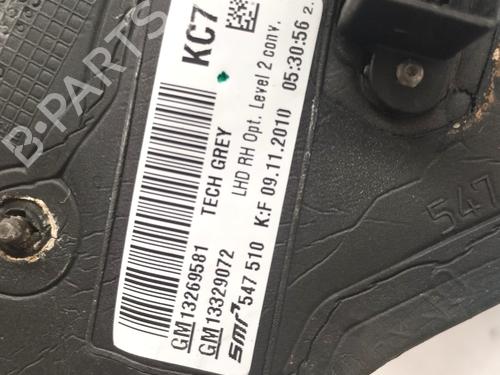 KC7
GM13269581 TECH GREY
GM13329072 LHD RH Opt. Level 2 conv.
smr 547 510 K:F 09.11.2010 05:30:56 2.
547
B-PARTS